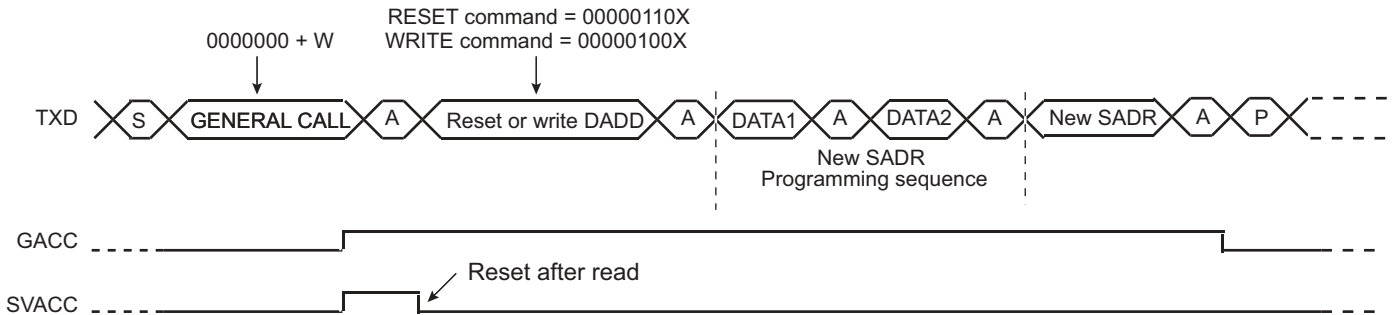 RESET command = 00000110X
0000000 + W
WRITE command = 00000100X
TXD
S
GENERAL CALL
A
Reset or write DADD
A
DATA1
A
DATA2
A
New SADR
A
P
New SADR
Programming sequence
GACC
Reset after read
SVACC